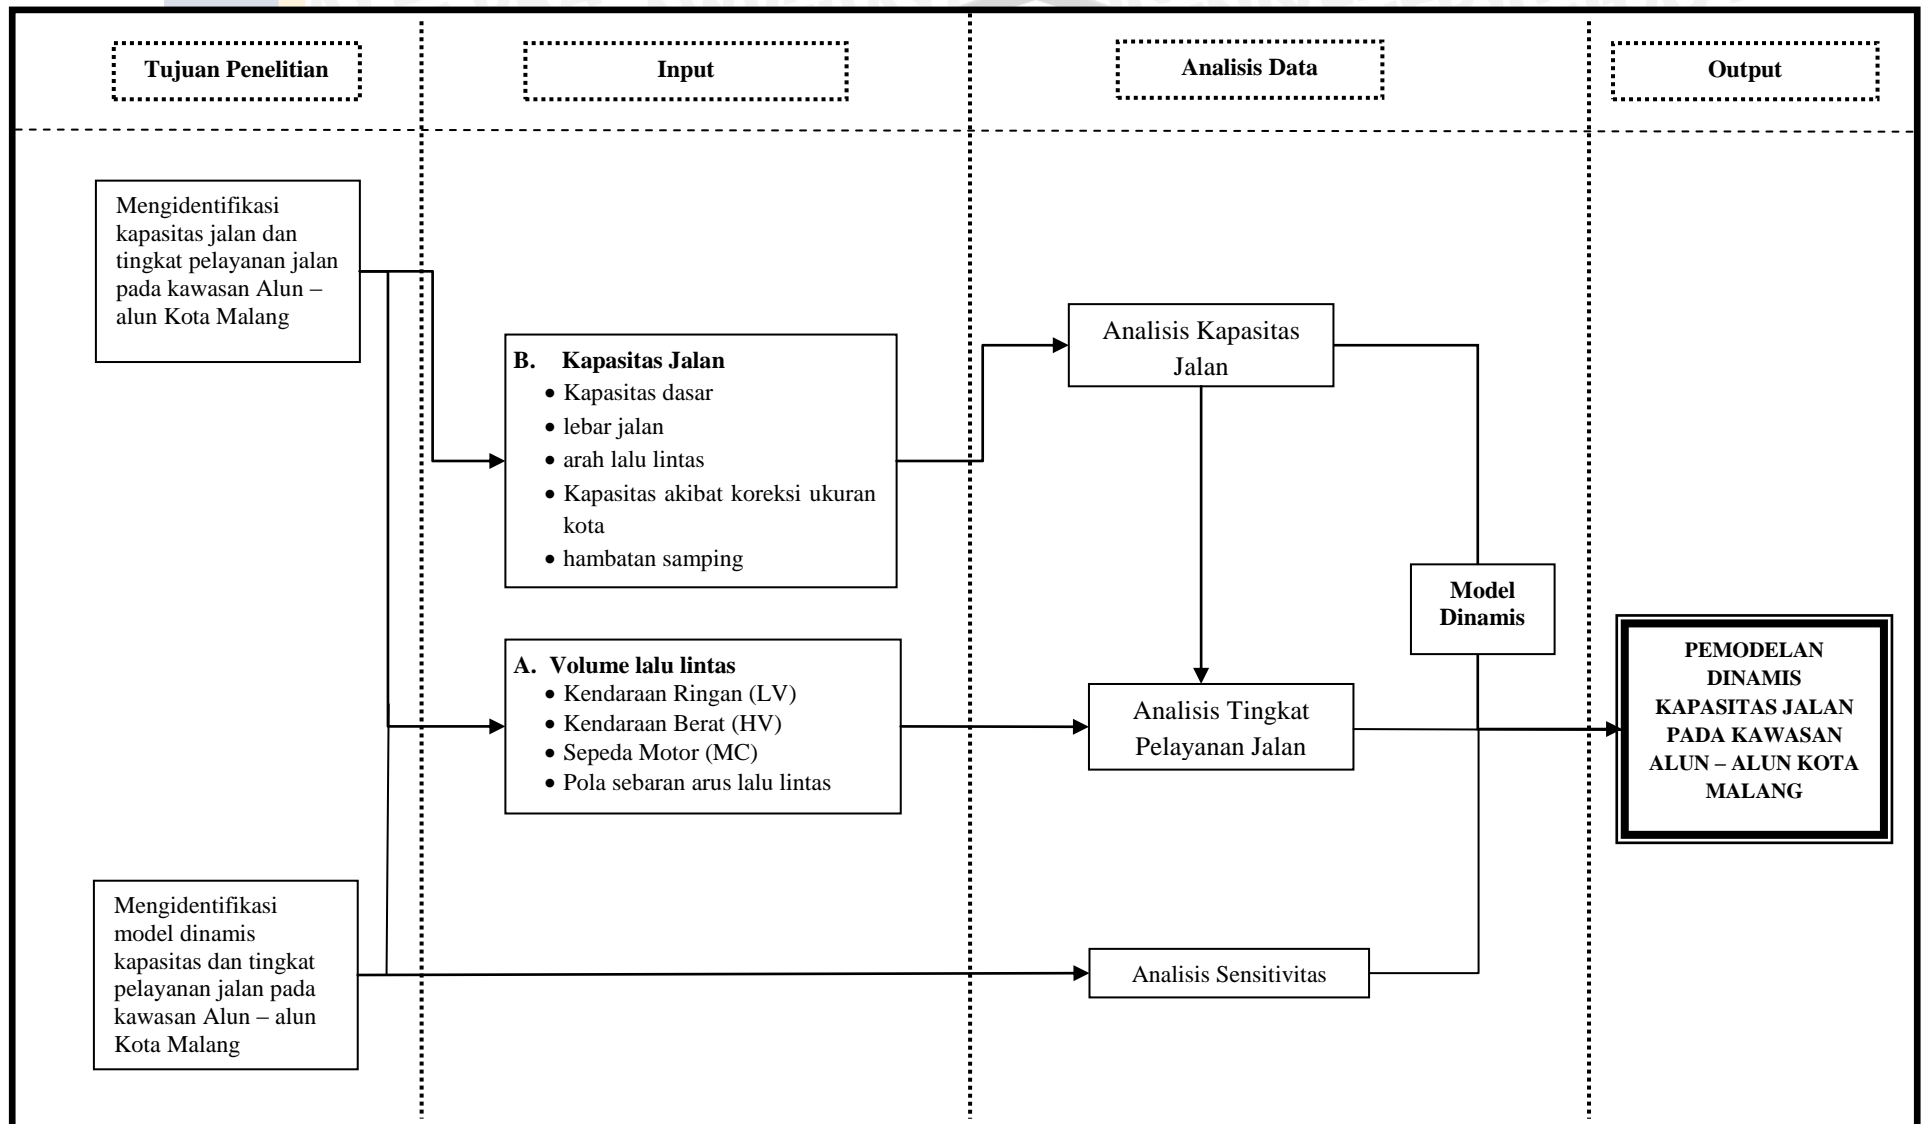 Tujuan Penelitian
Input
Analisis Data
Output
Mengidentifikasi
kapasitas jalan dan
tingkat pelayanan jalan
pada kawasan Alun –
alun Kota Malang
B. Kapasitas Jalan
• Kapasitas dasar
• lebar jalan
• arah lalu lintas
• Kapasitas akibat koreksi ukuran
kota
• hambatan samping
A. Volume lalu lintas
• Kendaraan Ringan (LV)
• Kendaraan Berat (HV)
• Sepeda Motor (MC)
• Pola sebaran arus lalu lintas
Mengidentifikasi
model dinamis
kapasitas dan tingkat
pelayanan jalan pada
kawasan Alun – alun
Kota Malang
Analisis Kapasitas
Jalan
Analisis Tingkat
Pelayanan Jalan
Analisis Sensitivitas
Model
Dinamis
PEMODELAN
DINAMIS
KAPASITAS JALAN
PADA KAWASAN
ALUN – ALUN KOTA
MALANG